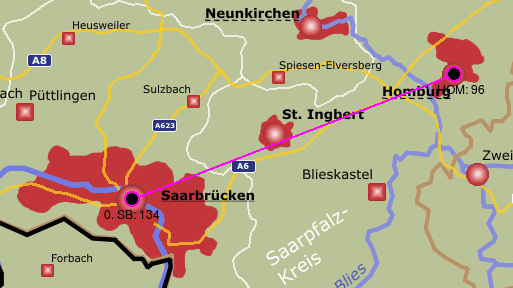 Neunkirchen
Heusweiler
A8
Spiesen-Elversberg
Sulzbach
Homburg
HOM: 96
ach
Püttlingen
St. Ingbert
A623
A6
Zwei
Blieskastel
Saarbrücken
0. SB: 134
Saarpfalz-
Kreis
Forbach
Blies